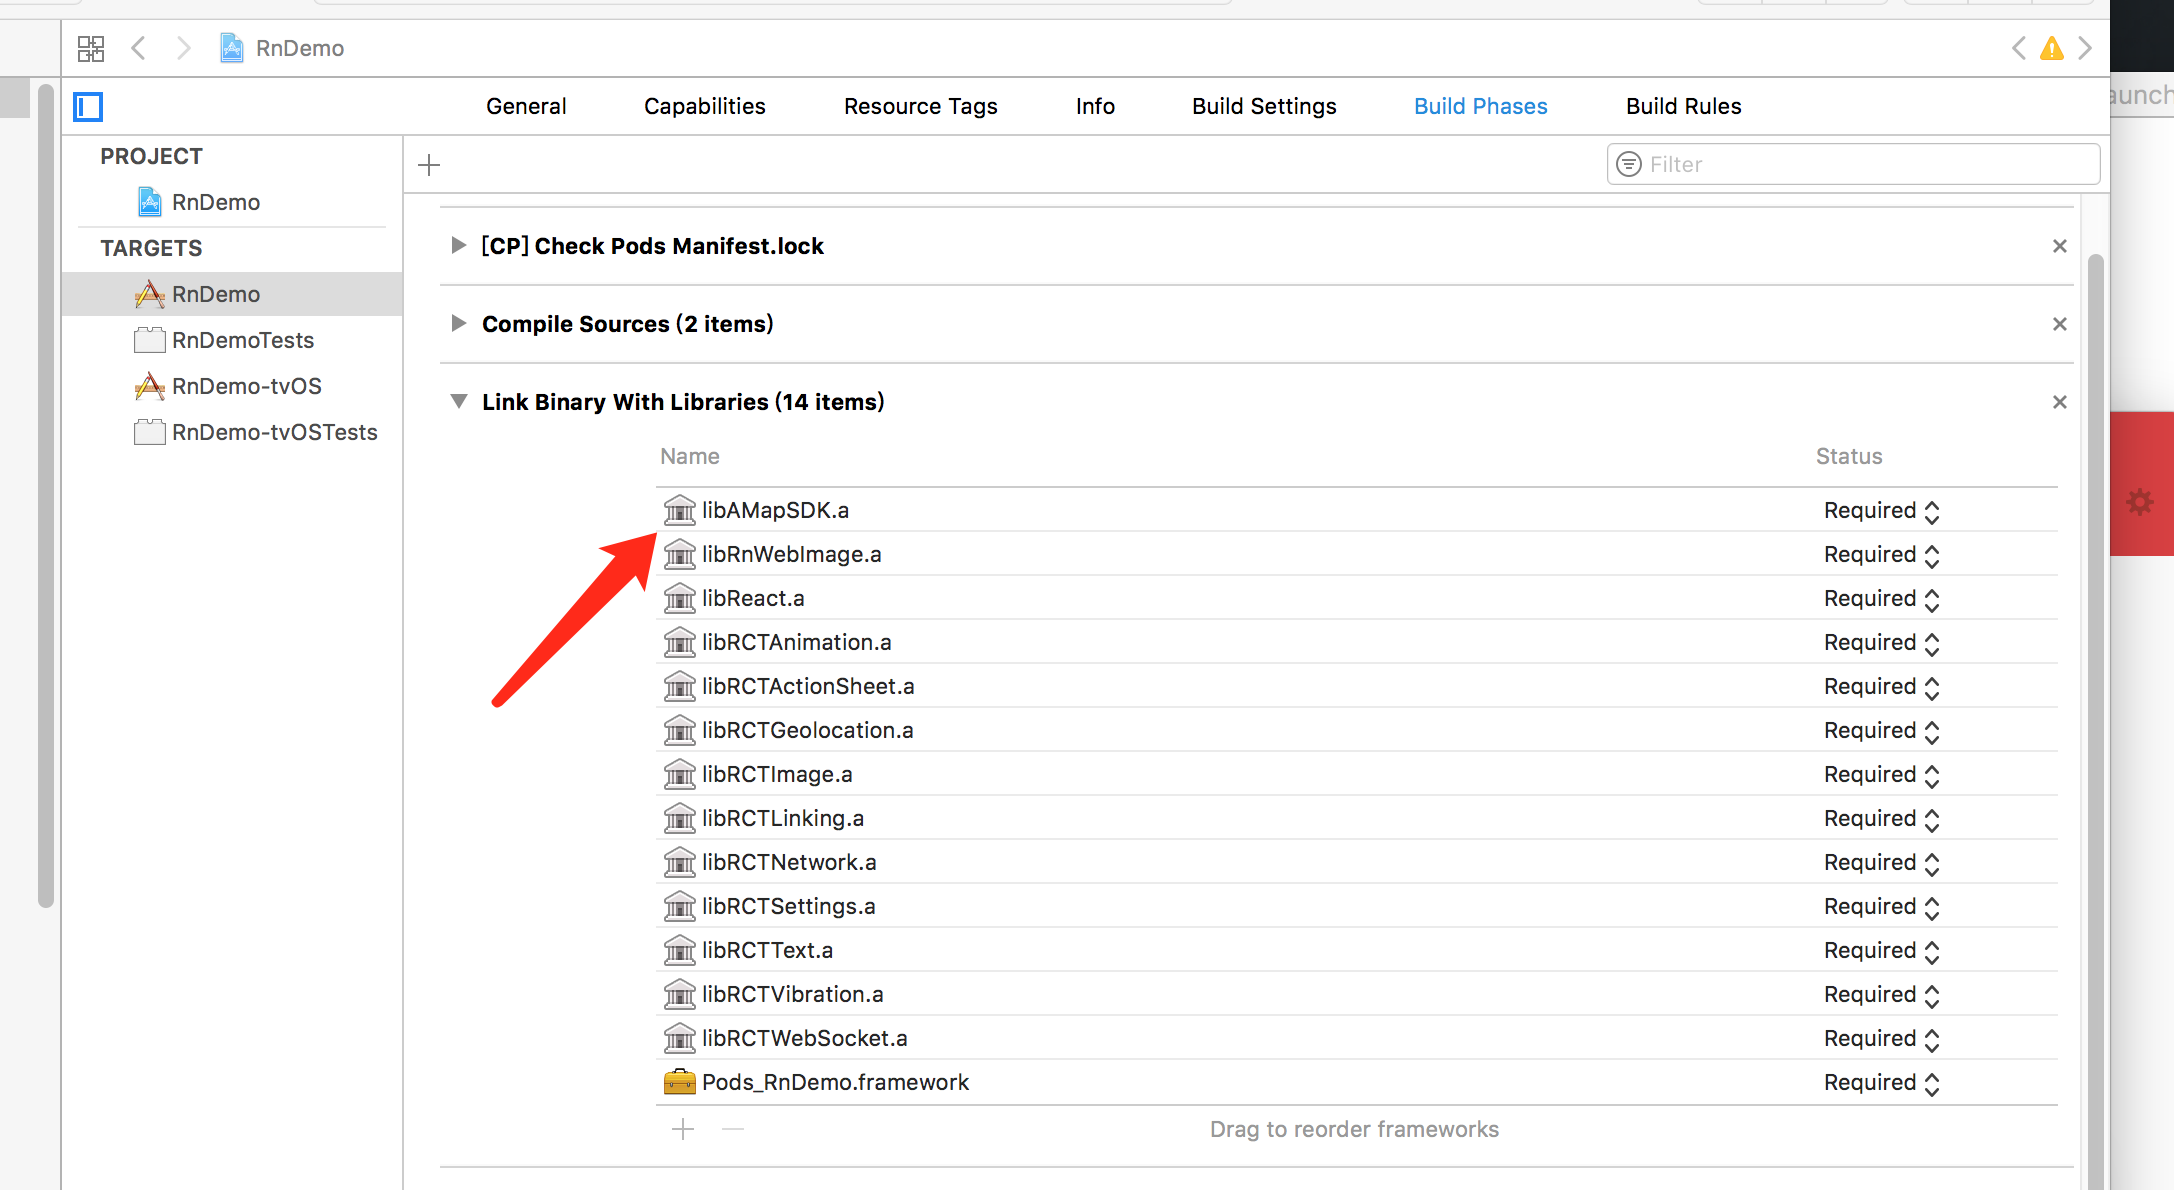 RnDemo
General Capabilities Resource Tags Info Build Settings Build Phases Build Rules
PROJECT
RnDemo
TARGETS
RnDemo
RnDemoTests
RnDemo-tvOS
RnDemo-tvOSTests
Filter
[CP] Check Pods Manifest.lock
Compile Sources (2 items)
Link Binary With Libraries (14 items)
Name Status
libAMapSDK.a Required
libRnWebImage.a Required
libReact.a Required
libRCTAnimation.a Required
libRCTActionSheet.a Required
libRCTGeolocation.a Required
libRCTImage.a Required
libRCTLinking.a Required
libRCTNetwork.a Required
libRCTSettings.a Required
libRCTText.a Required
libRCTVibration.a Required
libRCTWebSocket.a Required
Pods_RnDemo.framework Required
Drag to reorder frameworks